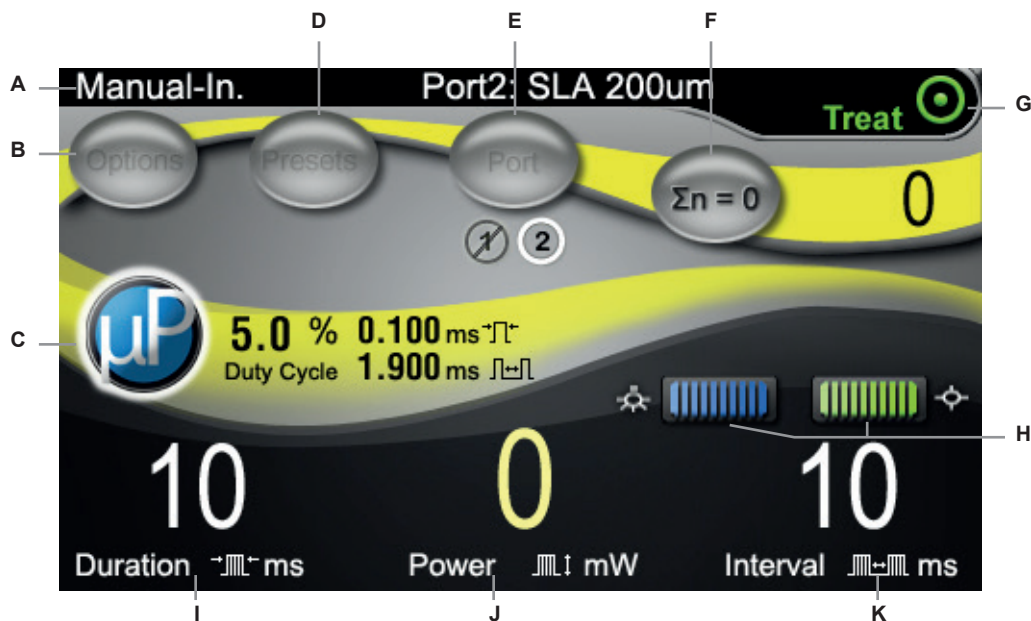 D E F
A Manual-In. Port2: SLA 200um Treat G
B Options Presets Port Σn = 0 0
1 2
C µP 5.0 % 0.100 ms
Duty Cycle 1.900 ms
H
10 0 10
Duration ms Power mW Interval ms
I J K